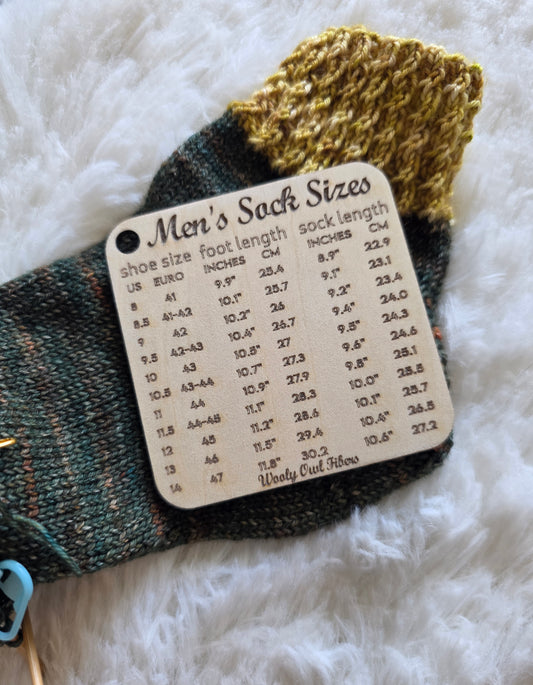 Men's Sock Sizes
shoe size foot length sock length
US EURO INCHES CM INCHES CM
8 41 9.9" 25.4 8.9" 22.9
8.5 41-42 10.1" 25.7 9.1" 23.1
9 42 10.2" 26 9.2" 23.4
9.5 42-43 10.4" 26.7 9.4" 24.0
10 43 10.5" 27 9.5" 24.3
10.5 43-44 10.7" 27.3 9.6" 24.6
11 44 10.9" 27.9 9.8" 25.1
11.5 44-45 11.1" 28.3 10.0" 25.5
12 45 11.2" 28.6 10.1" 25.7
13 46 11.5" 29.4 10.4" 26.5
14 47 11.8" 30.2 10.6" 27.2
Wooly Owl Fibers